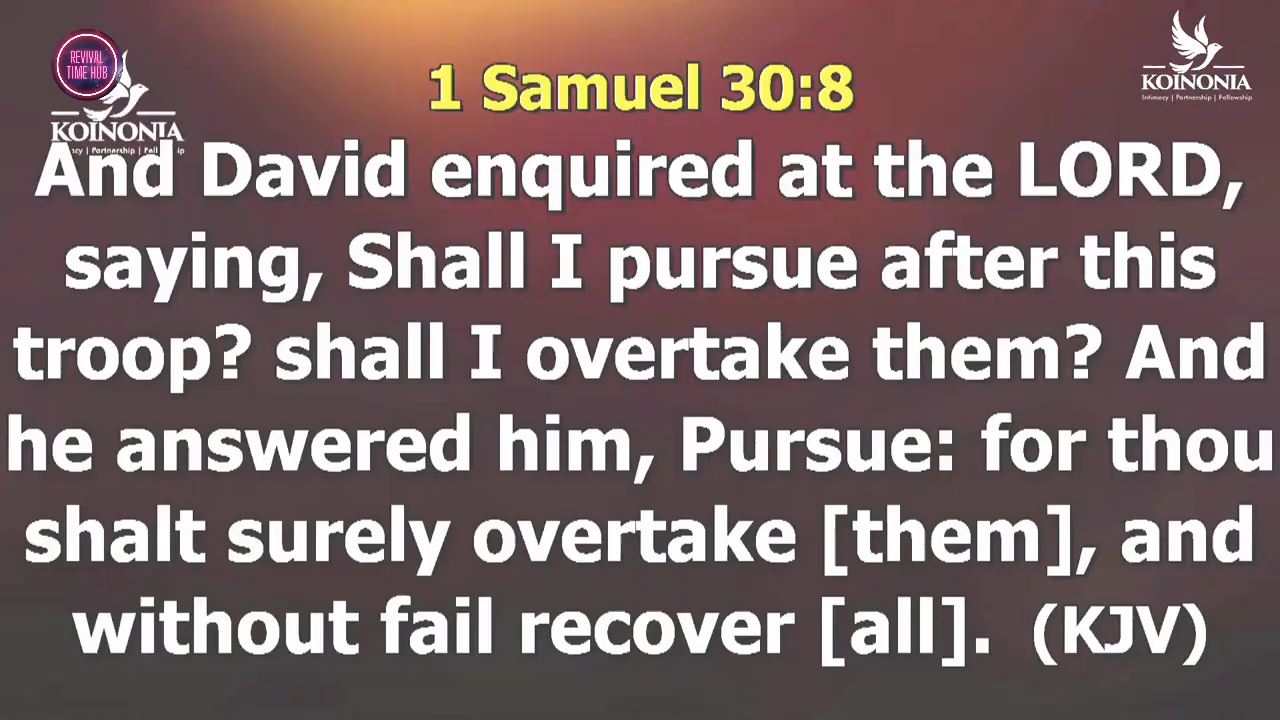 REVIVAL
TIME HUB
KOINONIA
KOINONIA
Intimacy | Partnership | Fellowship
1 Samuel 30:8
And David enquired at the LORD,
saying, Shall I pursue after this
troop? shall I overtake them? And
he answered him, Pursue: for thou
shalt surely overtake [them], and
without fail recover [all]. (KJV)